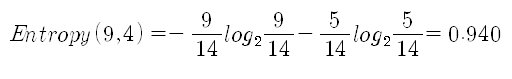 Entropy(9,4) = - 9/14 log₂ 9/14 - 5/14 log₂ 5/14 = 0.940